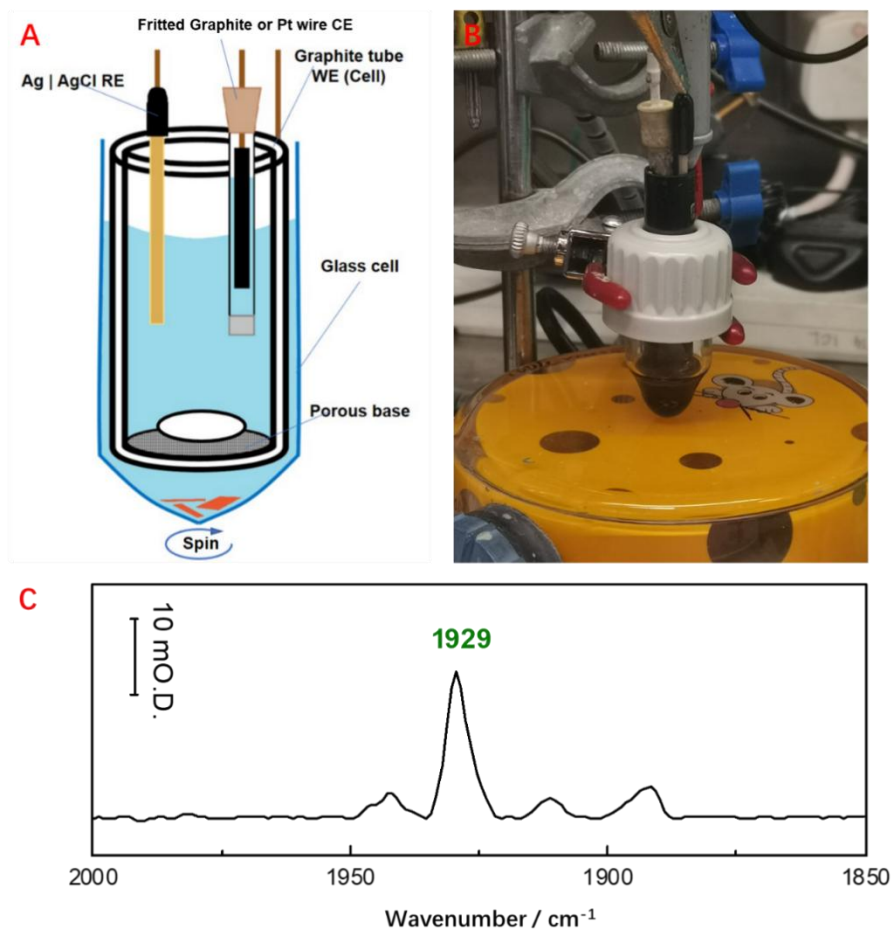 A
Fritted Graphite or Pt wire CE
Graphite tube
WE (Cell)
Ag | AgCl RE
Glass cell
Porous base
Spin
B
C
10 mO.D.
1929
2000
1950
1900
1850
Wavenumber / cm⁻¹